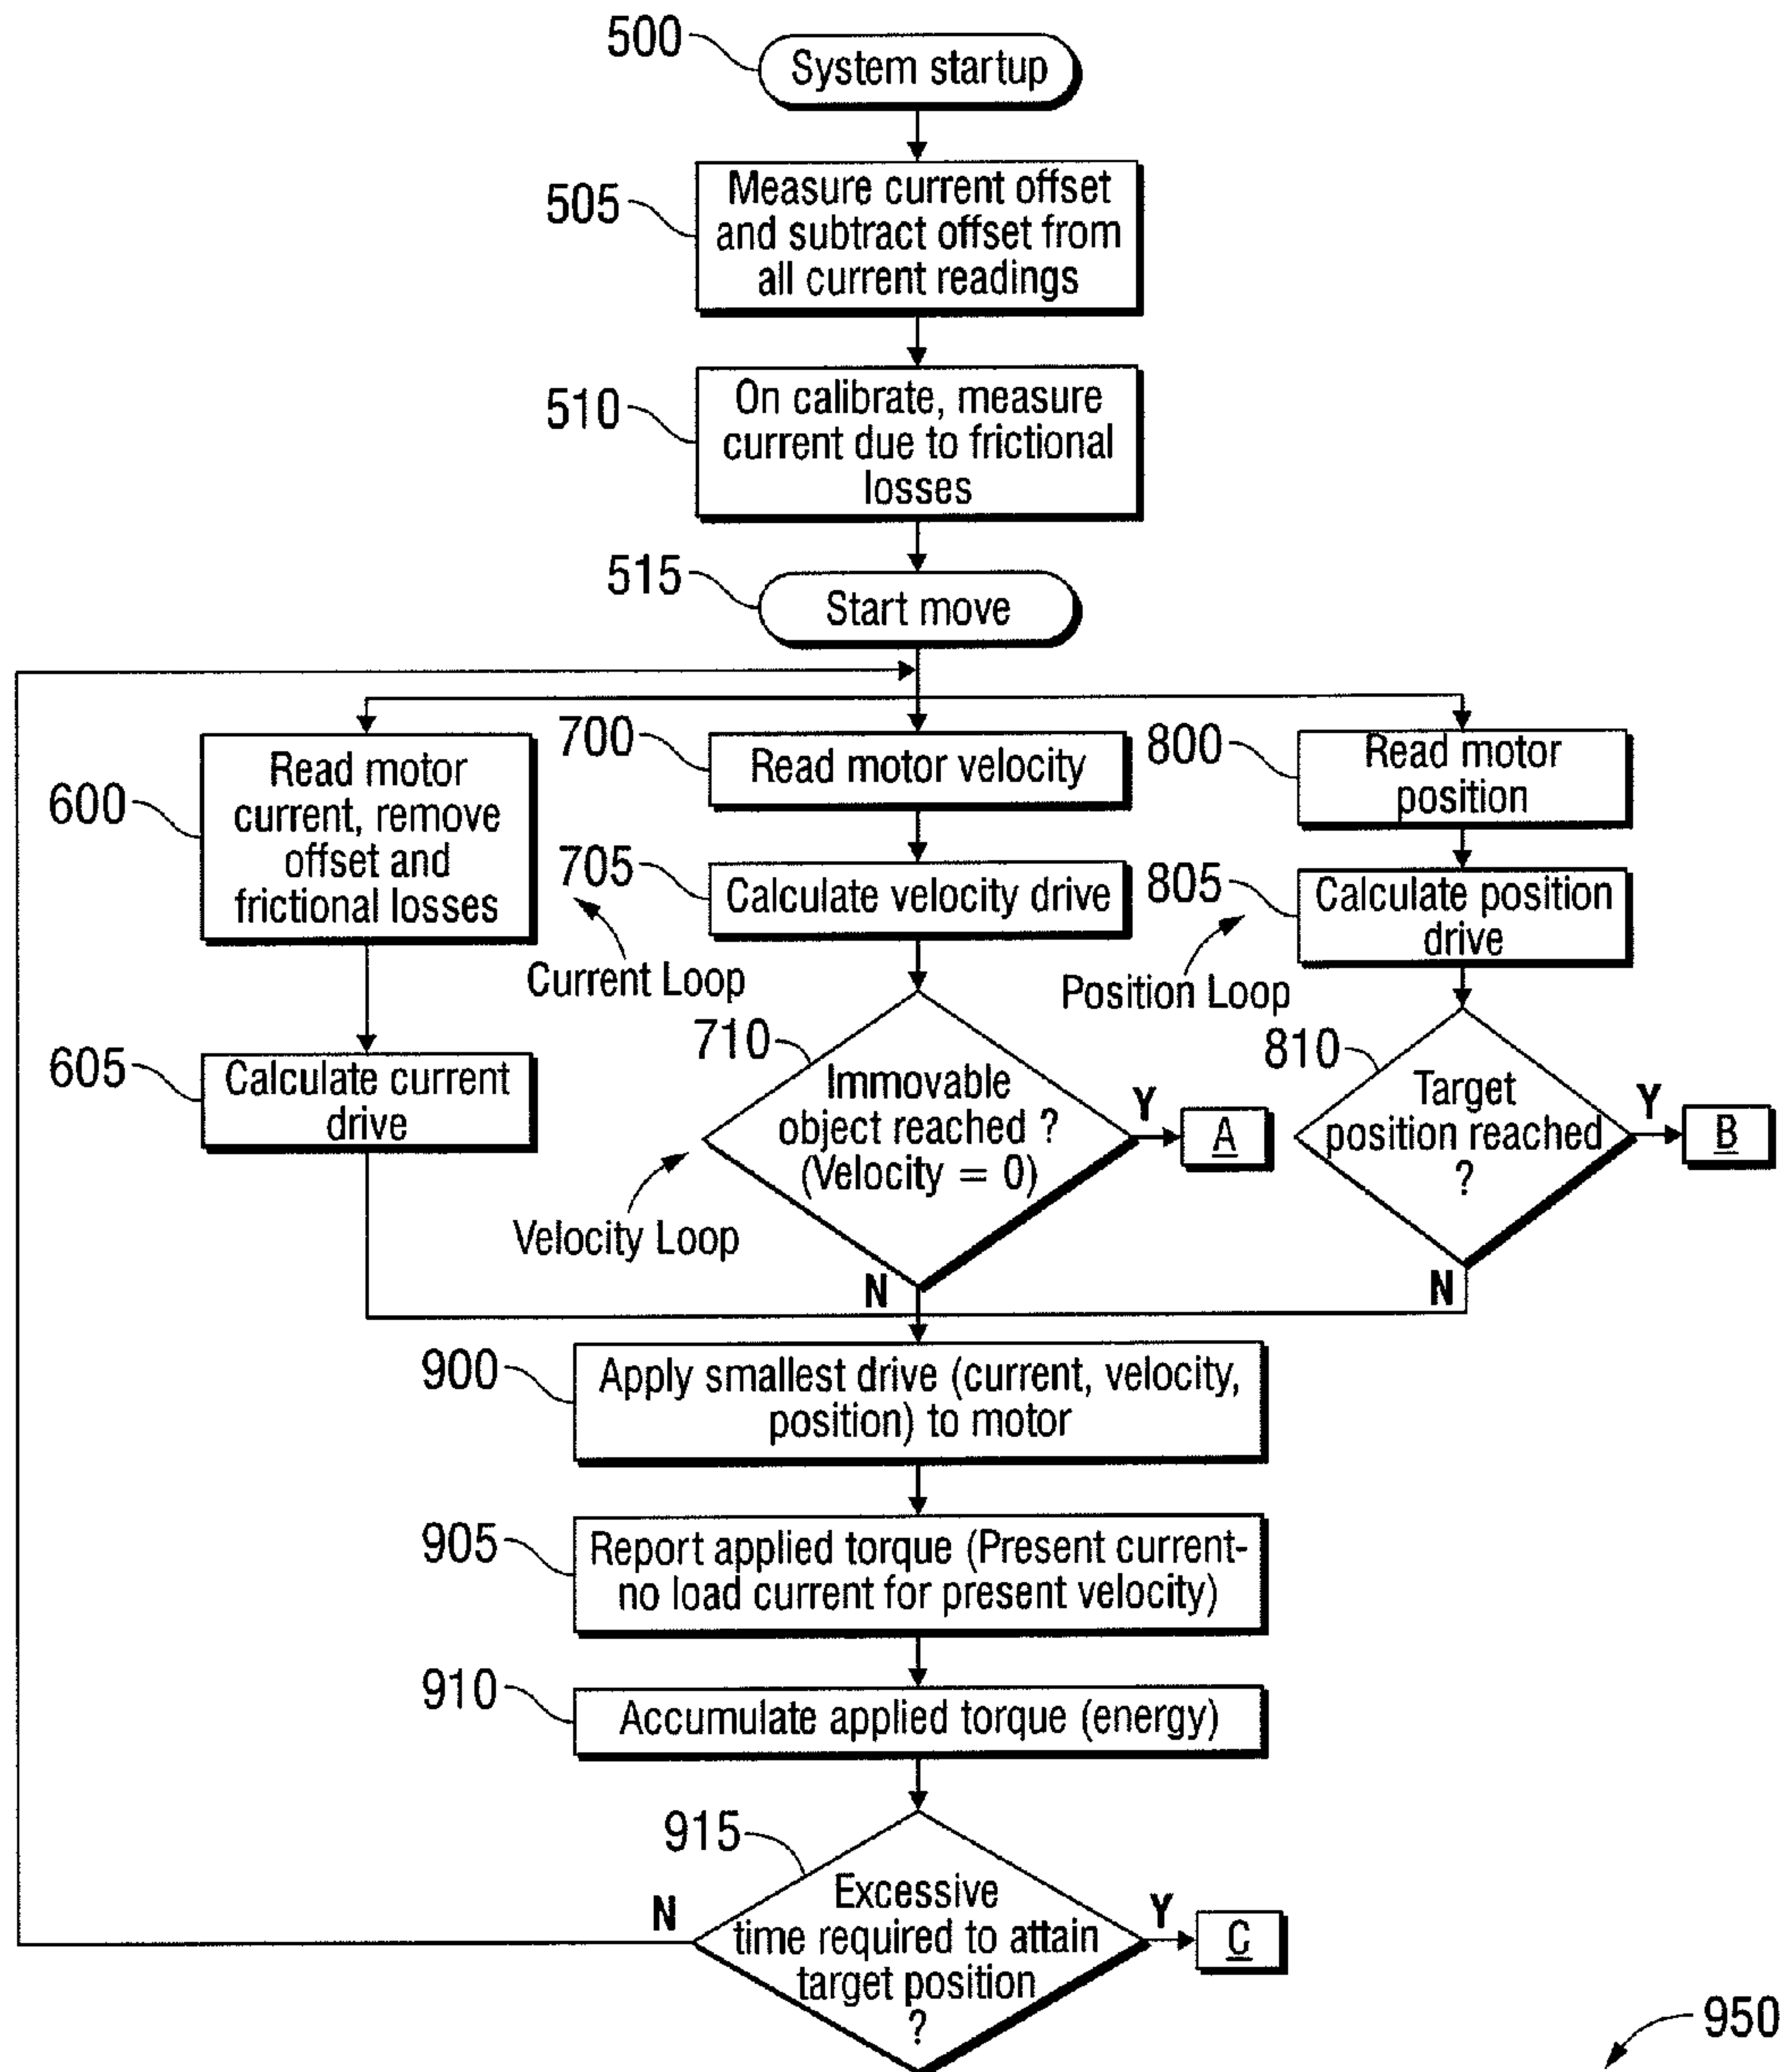 500
System startup
505
Measure current offset
and subtract offset from
all current readings
510
On calibrate, measure
current due to frictional
losses
515
Start move
600
Read motor
current, remove
offset and
frictional losses
605
Calculate current
drive
Current Loop
700
Read motor velocity
705
Calculate velocity drive
710
Immovable
object reached ?
(Velocity = 0)
Y
A
N
Velocity Loop
800
Read motor
position
805
Calculate position
drive
Position Loop
810
Target
position reached
?
Y
B
N
900
Apply smallest drive (current, velocity,
position) to motor
905
Report applied torque (Present current-
no load current for present velocity)
910
Accumulate applied torque (energy)
915
Excessive
time required to attain
target position
?
N
Y
C
950